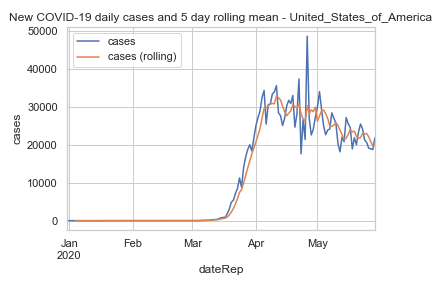 New COVID-19 daily cases and 5 day rolling mean - United_States_of_America
50000
cases
cases (rolling)
40000
30000
20000
10000
0
cases
Jan
2020
Feb
Mar
Apr
May
dateRep